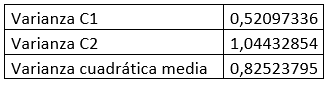 Varianza C1 0,52097336
Varianza C2 1,04432854
Varianza cuadrática media 0,82523795